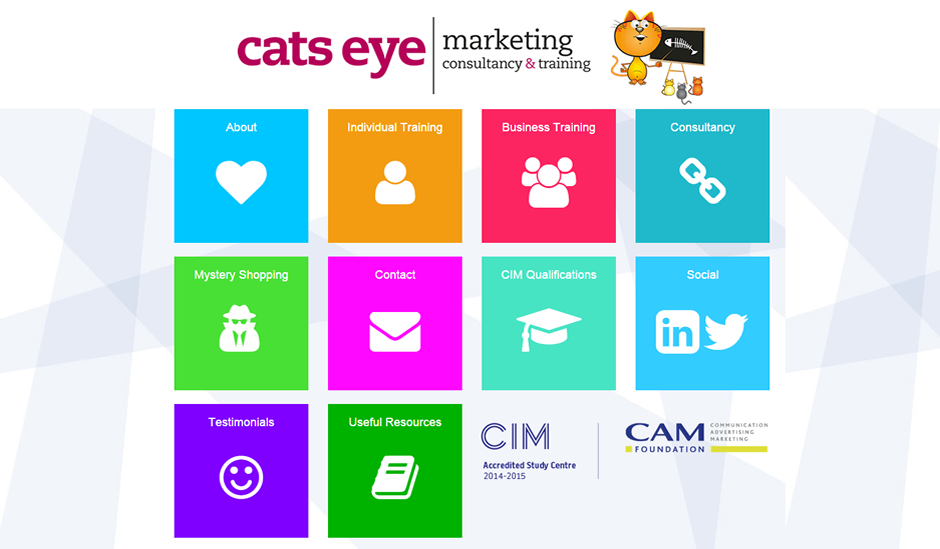 cats eye
marketing
consultancy & training
About
Individual Training
Business Training
Consultancy
Mystery Shopping
Contact
CIM Qualifications
Social
in
Testimonials
Useful Resources
CIM
Accredited Study Centre
2014-2015
CAM
FOUNDATION
COMMUNICATION
ADVERTISING
MARKETING